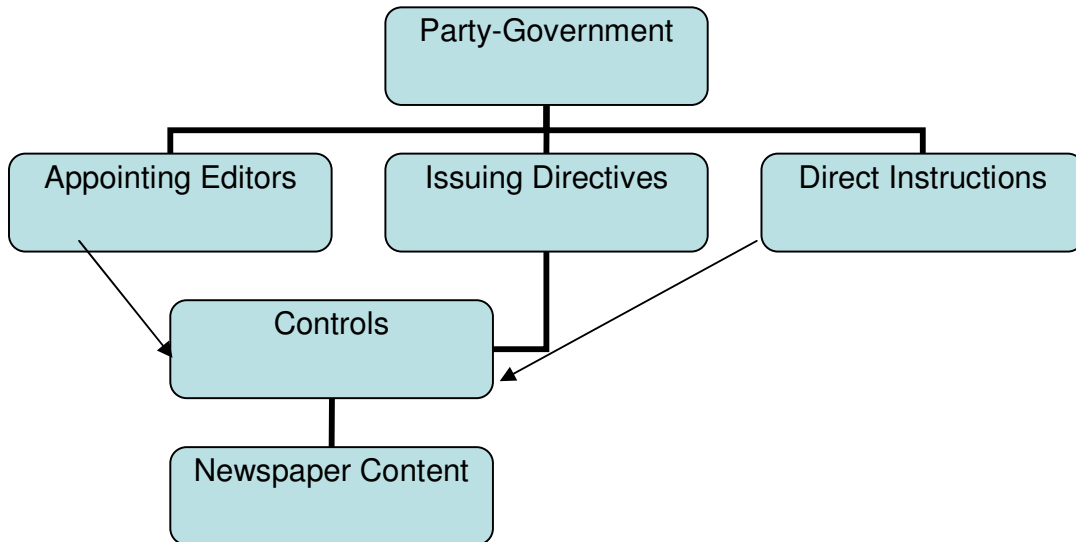 Party-Government
Appointing Editors
Issuing Directives
Direct Instructions
Controls
Newspaper Content